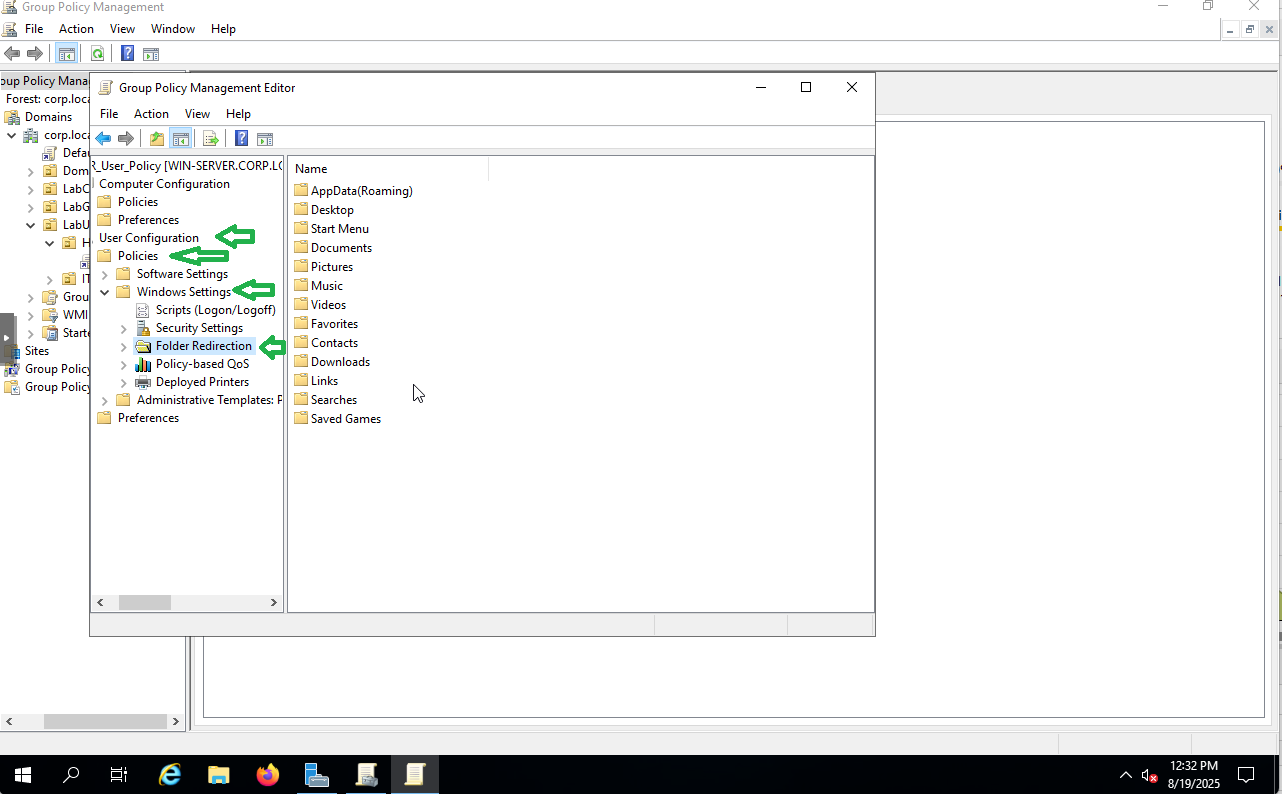 Group Policy Management
File Action View Window Help
oup Policy Mana
Forest: corp.loca
Domains
corp.loca
Defau
Dom
LabC
LabG
LabU
H
IT
Grou
WMI
Starte
Sites
Group Policy
Group Policy
Group Policy Management Editor
File Action View Help
R_User_Policy [WIN-SERVER.CORP.LO
Computer Configuration
Policies
Preferences
User Configuration
Policies
Software Settings
Windows Settings
Scripts (Logon/Logoff)
Security Settings
Folder Redirection
Policy-based QoS
Deployed Printers
Administrative Templates: P
Preferences
Name
AppData(Roaming)
Desktop
Start Menu
Documents
Pictures
Music
Videos
Favorites
Contacts
Downloads
Links
Searches
Saved Games
12:32 PM
8/19/2025